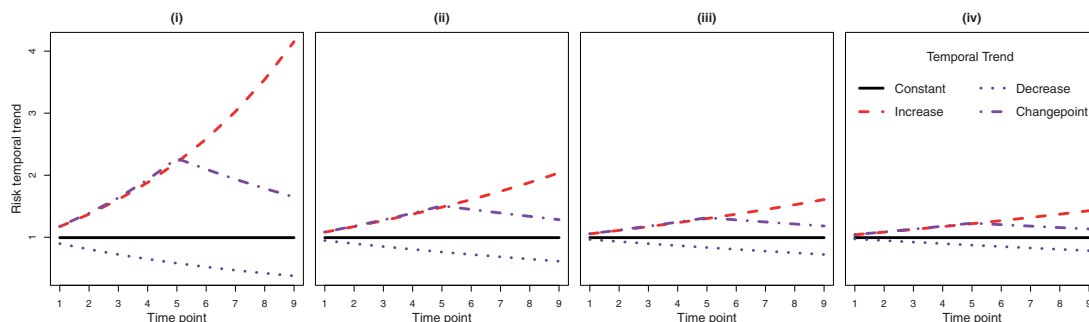 (i) (ii) (iii) (iv)
Risk temporal trend
4
3
2
1
Temporal Trend
Constant Decrease
Increase Changepoint
1 2 3 4 5 6 7 8 9 1 2 3 4 5 6 7 8 9 1 2 3 4 5 6 7 8 9 1 2 3 4 5 6 7 8 9
Time point Time point Time point Time point